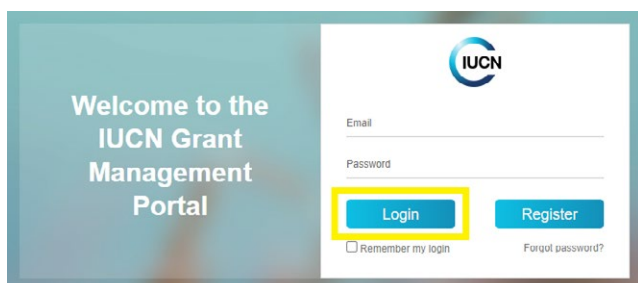 Welcome to the
IUCN Grant
Management
Portal
IUCN
Email
Password
Login
Register
Remember my login
Forgot password?